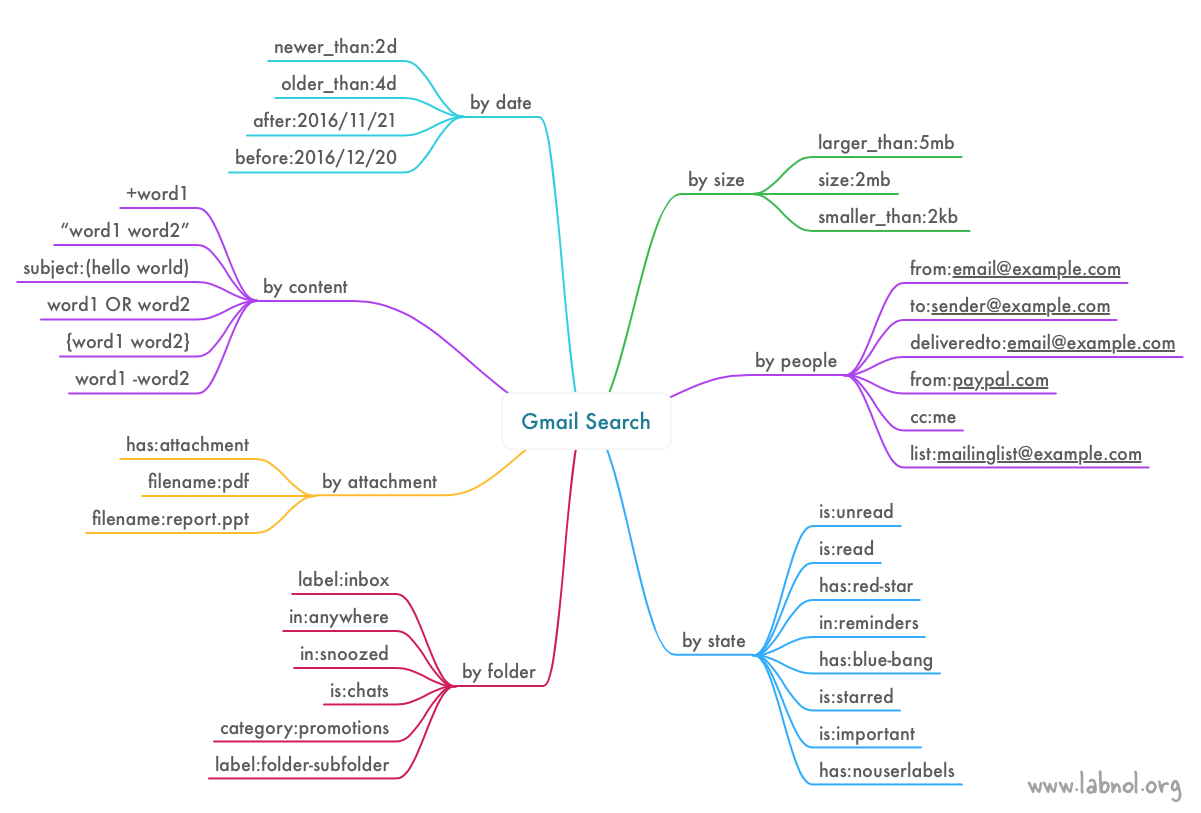 Gmail Search
by date
newer_than:2d
older_than:4d
after:2016/11/21
before:2016/12/20
by content
+word1
“word1 word2”
subject:(hello world)
word1 OR word2
{word1 word2}
word1 -word2
by attachment
has:attachment
filename:pdf
filename:report.ppt
by folder
label:inbox
in:anywhere
in:snoozed
is:chats
category:promotions
label:folder-subfolder
by size
larger_than:5mb
size:2mb
smaller_than:2kb
by people
from:email@example.com
to:sender@example.com
deliveredto:email@example.com
from:paypal.com
cc:me
list:mailinglist@example.com
by state
is:unread
is:read
has:red-star
in:reminders
has:blue-bang
is:starred
is:important
has:nouserlabels
www.labnol.org